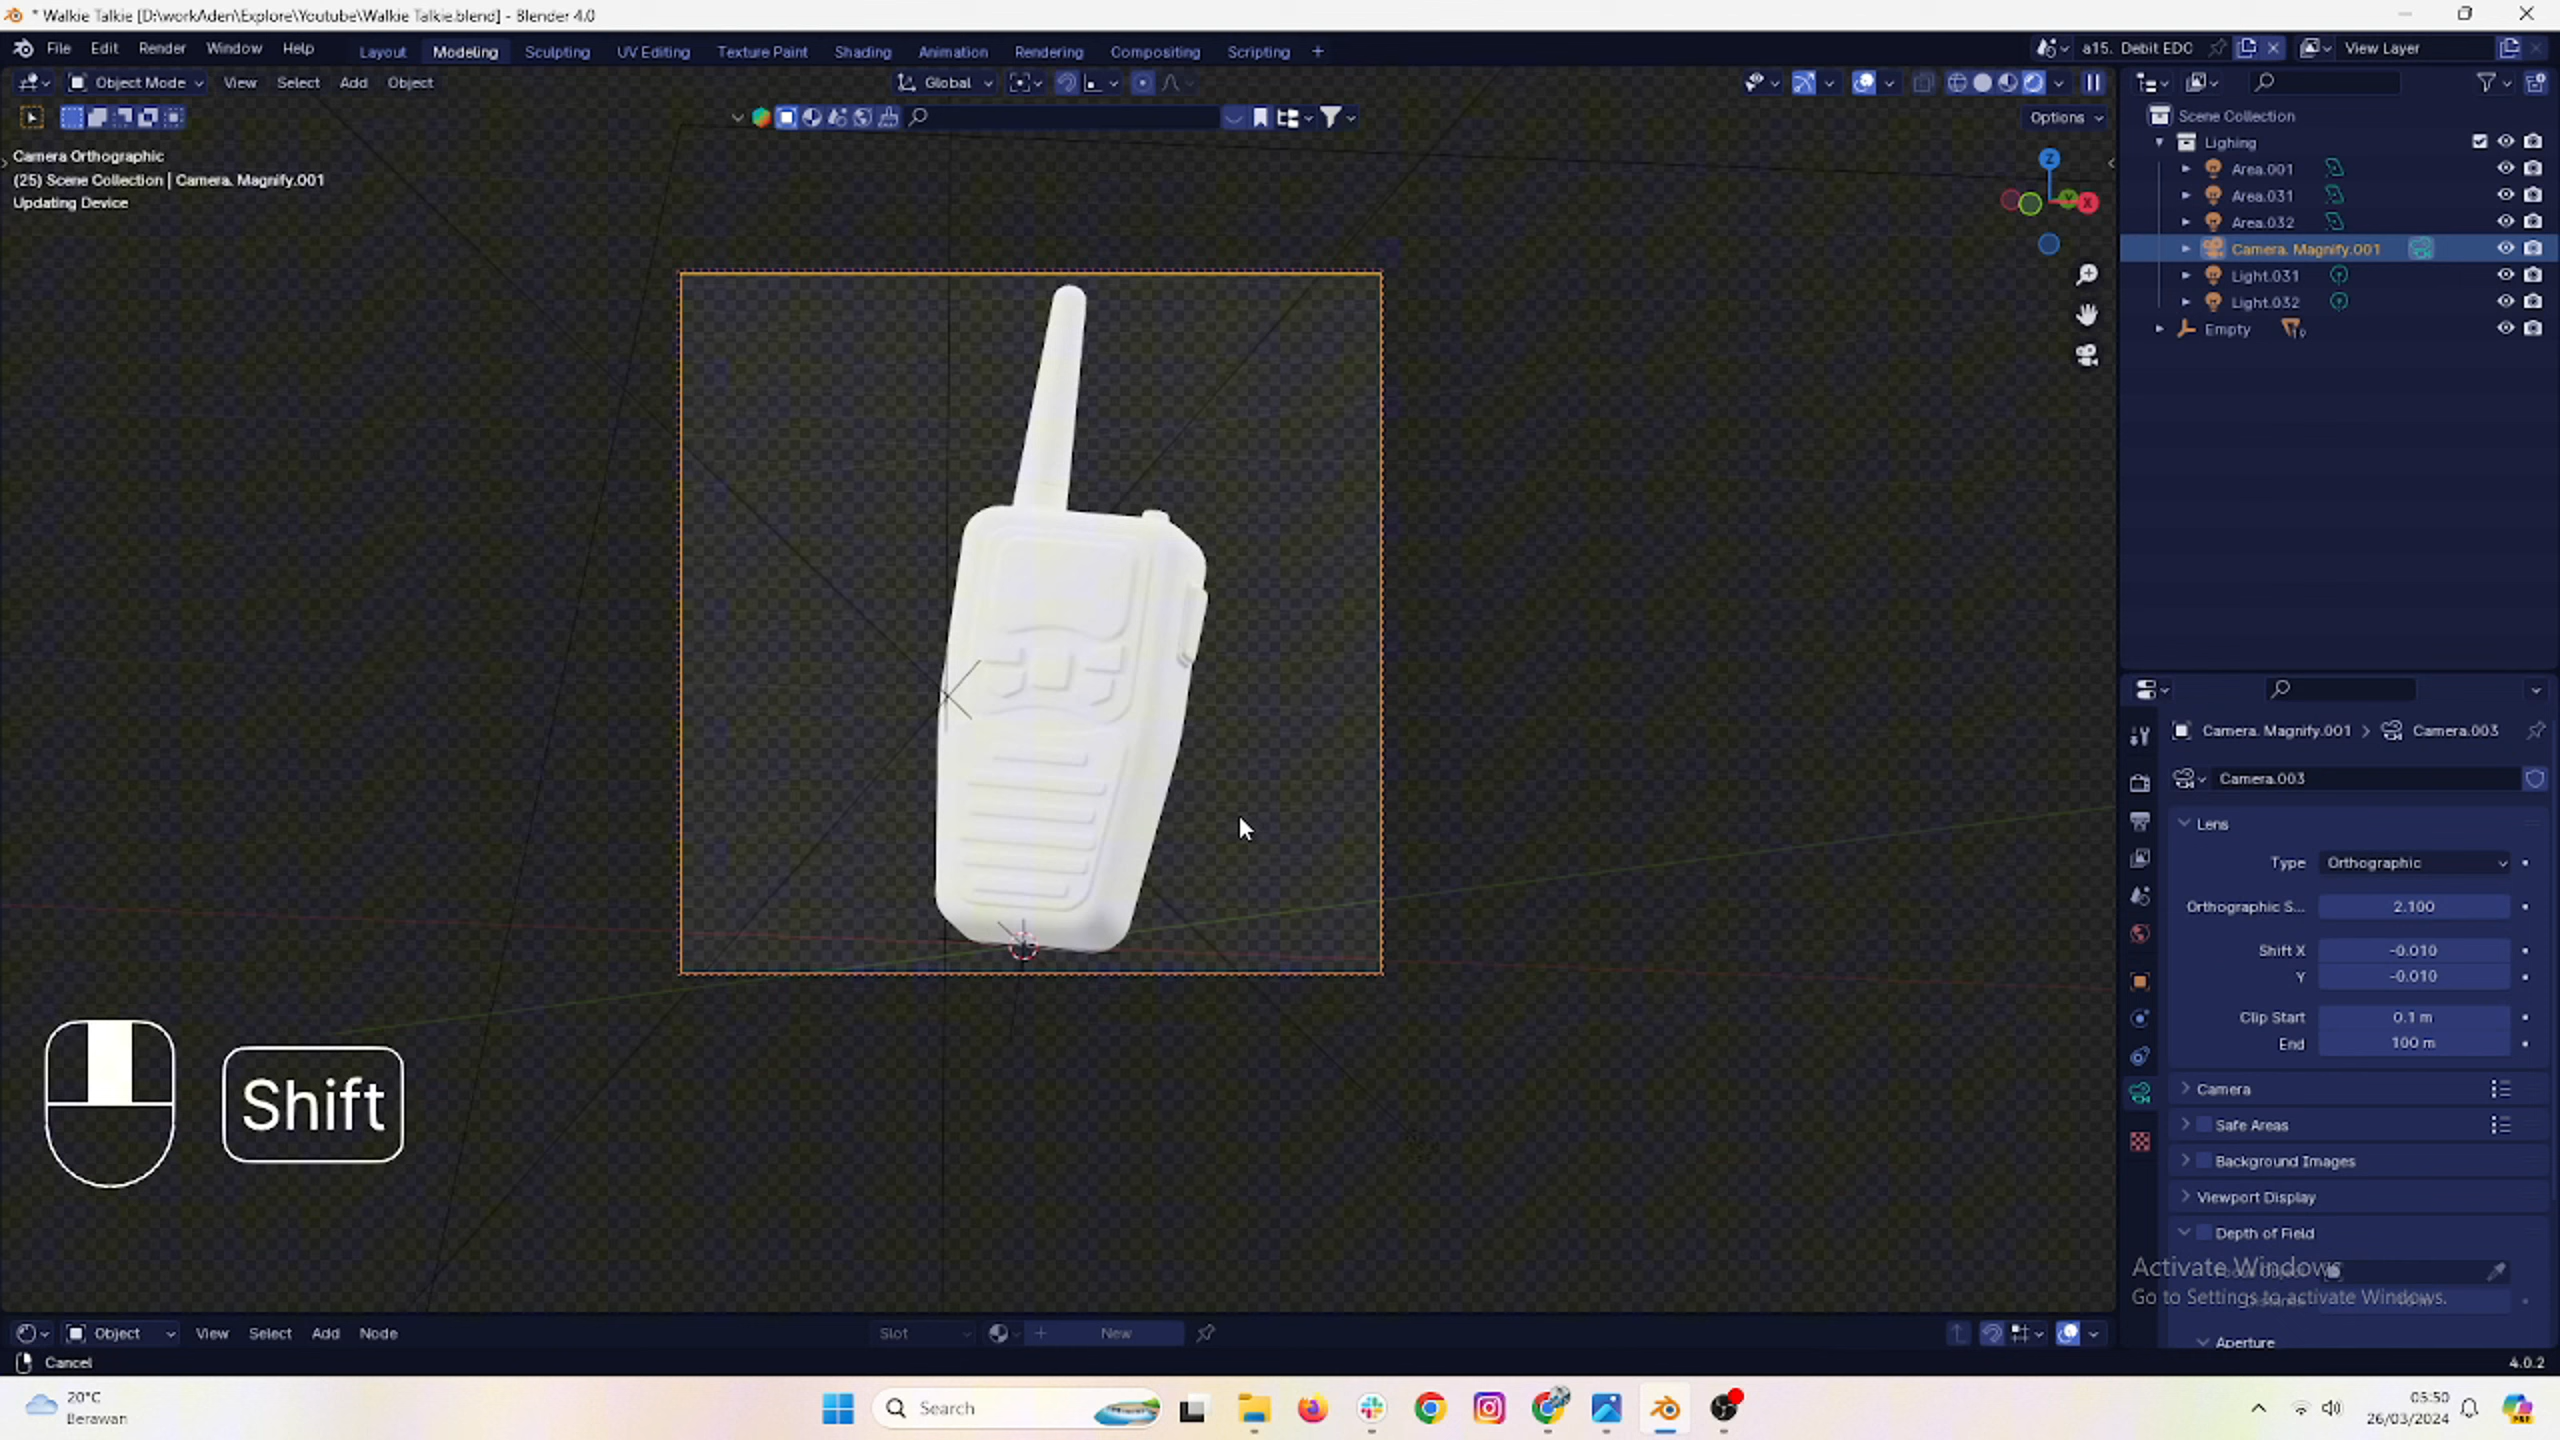 * Walkie Talkie [D:\workAden\Explore\Youtube\Walkie Talkie.blend] - Blender 4.0
File Edit Render Window Help Layout Modeling Sculpting UV Editing Texture Paint Shading Animation Rendering Compositing Scripting + a15. Debit EDC View Layer
Object Mode View Select Add Object Global
Options
Camera Orthographic
(25) Scene Collection | Camera. Magnify.001
Updating Device
Z
X
Scene Collection
Lighing
Area.001
Area.031
Area.032
Camera. Magnify.001
Light.031
Light.032
Empty
Camera. Magnify.001 > Camera.003
Camera.003
Lens
Type Orthographic
Orthographic S... 2.100
Shift X -0.010
Y -0.010
Clip Start 0.1 m
End 100 m
Camera
Safe Areas
Background Images
Viewport Display
Depth of Field
Activate Windows
Go to Settings to activate Windows.
Aperture
Shift
Object View Select Add Node Slot New
Cancel
4.0.2
20°C
Berawan
Search
05:50
26/03/2024